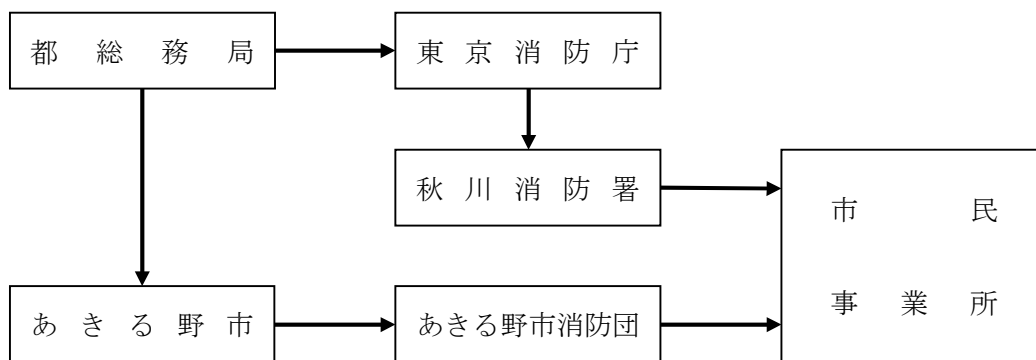 都総務局
東京消防庁
秋川消防署
市民
事業所
あきる野市
あきる野市消防団